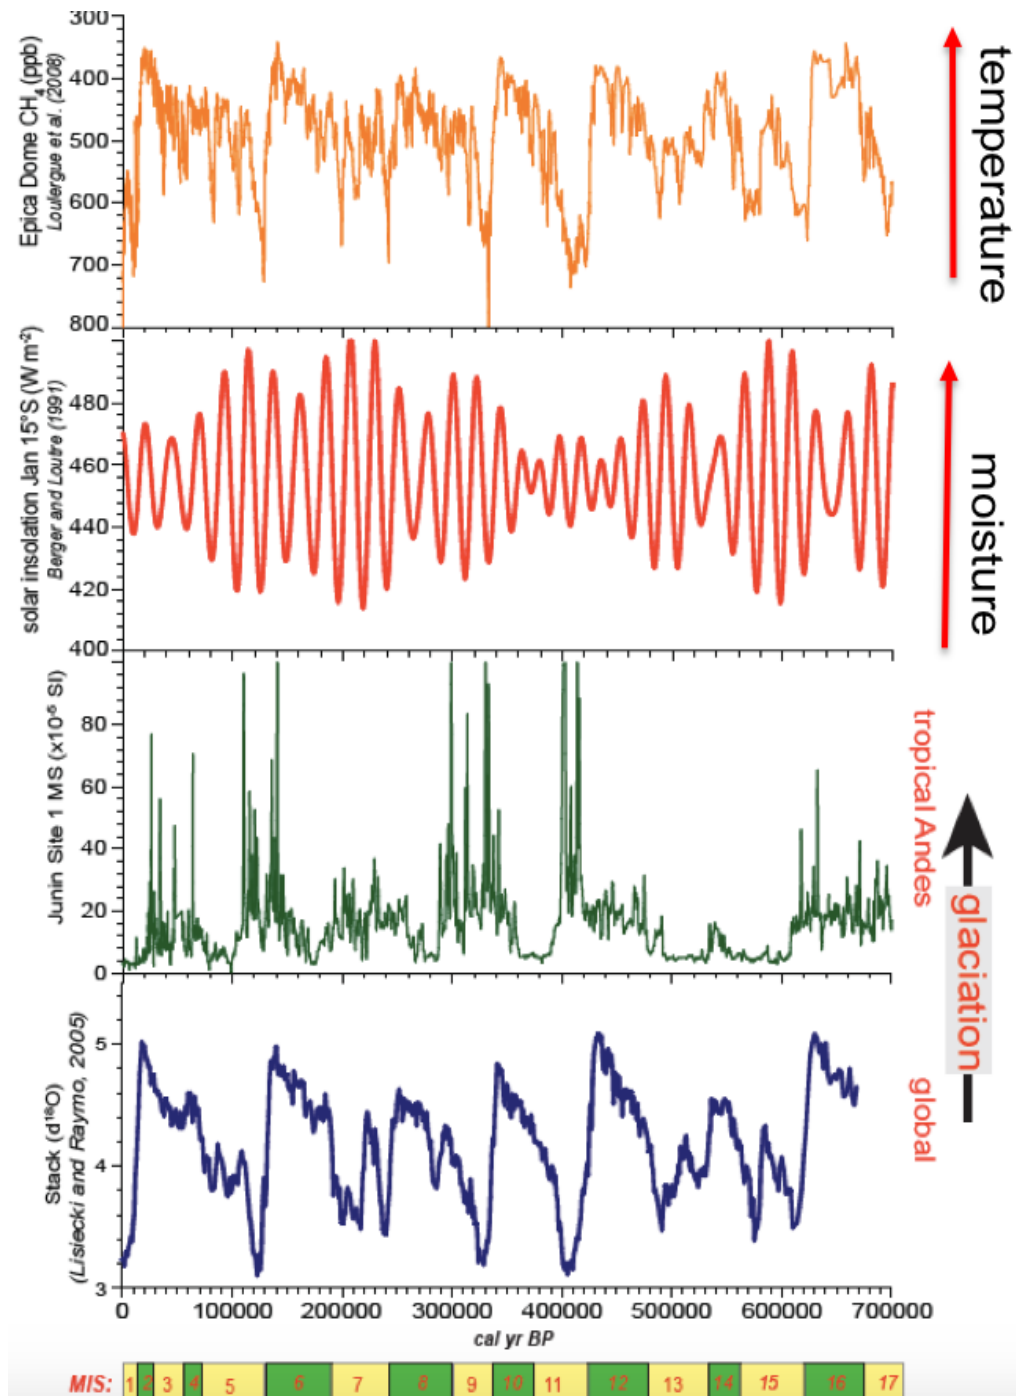 300
400
500
600
700
800
Epica Dome CH4 (ppb)
Loulergue et al. (2008)
temperature
480
460
440
420
400
solar insolation Jan 15°S (W m-2)
Berger and Loutre (1991)
moisture
80
60
40
20
0
Junin Site 1 MS (x10-5 SI)
tropical Andes
glaciation
5
4
3
Stack (d18O)
(Lisiecki and Raymo, 2005)
global
0 100000 200000 300000 400000 500000 600000 700000
cal yr BP
MIS: 1 2 3 4 5 6 7 8 9 10 11 12 13 14 15 16 17